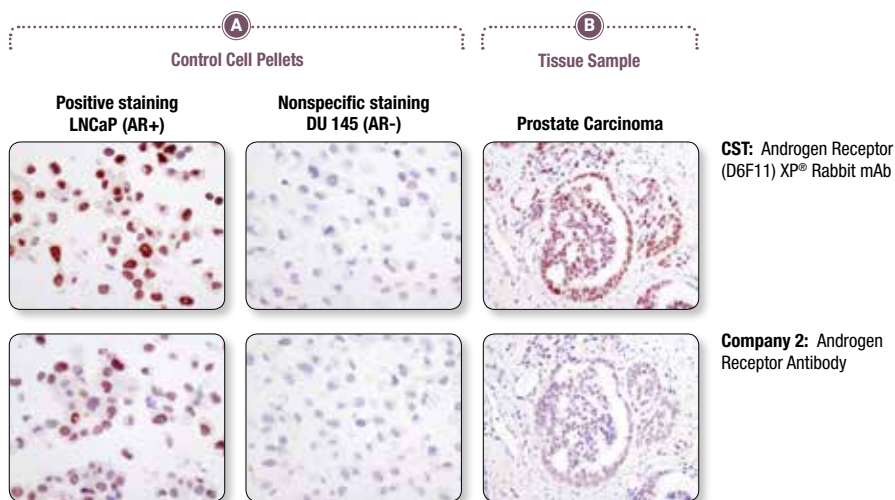 A
B
Control Cell Pellets
Tissue Sample
Positive staining
LNCaP (AR+)
Nonspecific staining
DU 145 (AR-)
Prostate Carcinoma
CST: Androgen Receptor
(D6F11) XP® Rabbit mAb
Company 2: Androgen
Receptor Antibody